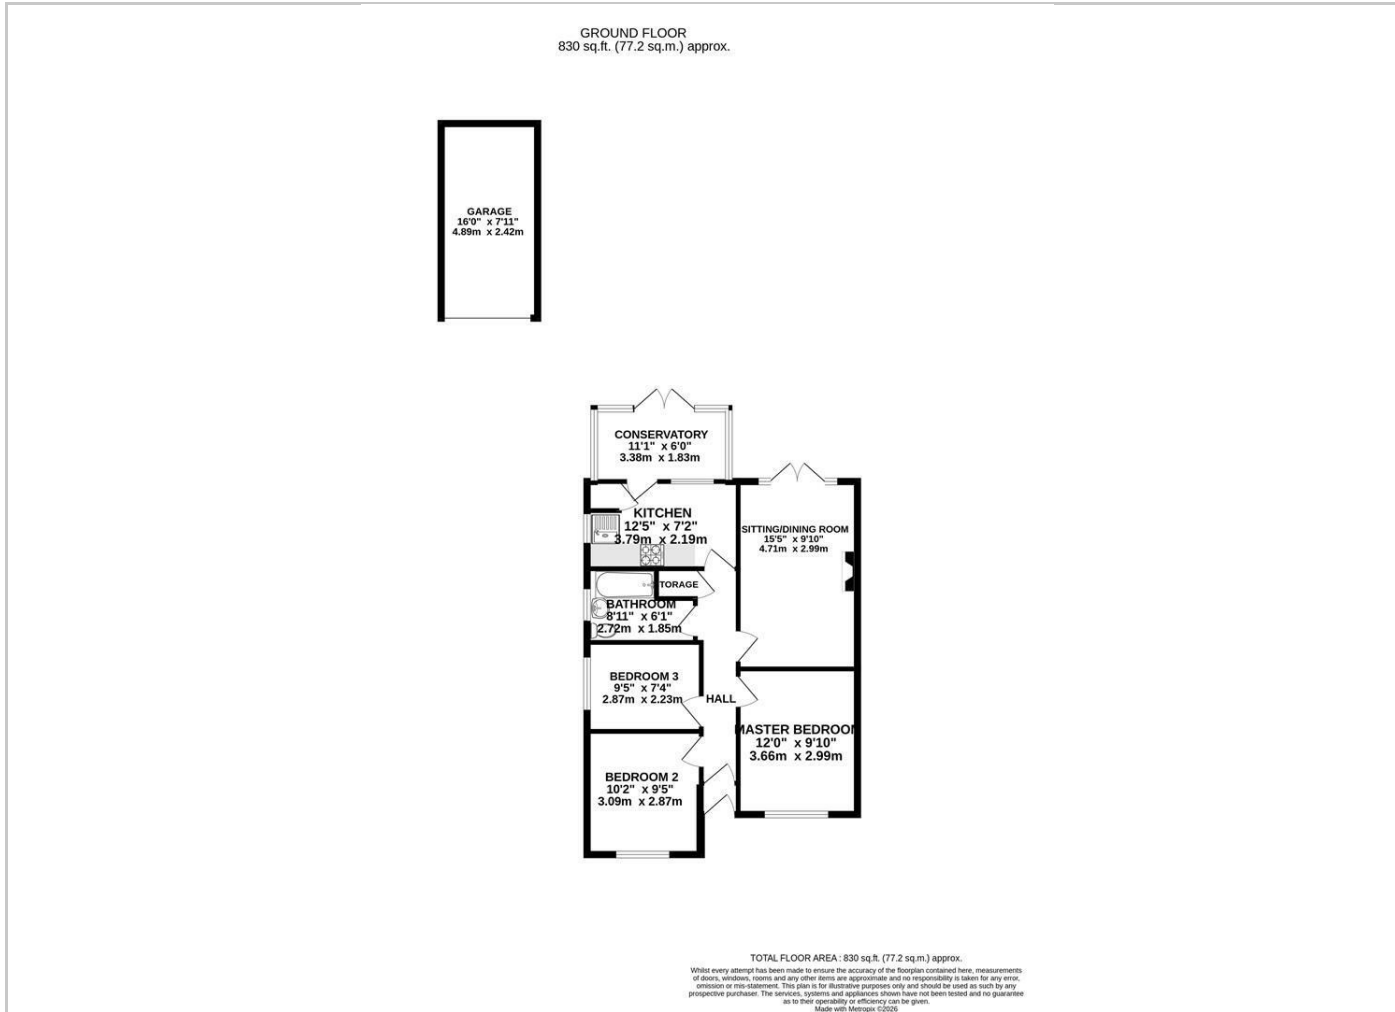 GROUND FLOOR
830 sq.ft. (77.2 sq.m.) approx.
GARAGE
16'0" x 7'11"
4.89m x 2.42m
CONSERVATORY
11'1" x 6'0"
3.38m x 1.83m
KITCHEN
12'5" x 7'2"
3.79m x 2.19m
SITTING/DINING ROOM
15'5" x 9'10"
4.71m x 2.99m
TORAGE
BATHROOM
8'11" x 6'1"
2.72m x 1.85m
BEDROOM 3
9'5" x 7'4"
2.87m x 2.23m
HALL
MASTER BEDROOM
12'0" x 9'10"
3.66m x 2.99m
BEDROOM 2
10'2" x 9'5"
3.09m x 2.87m
TOTAL FLOOR AREA : 830 sq.ft. (77.2 sq.m.) approx.
Whilst every attempt has been made to ensure the accuracy of the floorplan contained here, measurements
of doors, windows, rooms and any other items are approximate and no responsibility is taken for any error,
omission or mis-statement. This plan is for illustrative purposes only and should be used as such by any
prospective purchaser. The services, systems and appliances shown have not been tested and no guarantee
as to their operability or efficiency can be given.
Made with Metropix ©2026